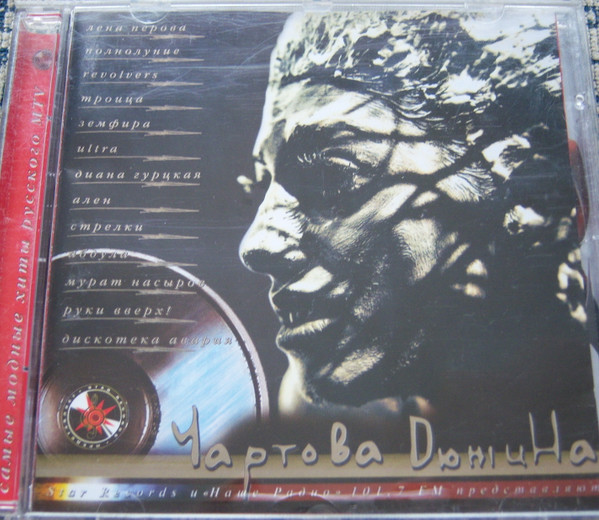 лена перова
полнолуние
revolvers
троица
земфира
ultra
диана гурцкая
ален
стрелки
мурат насыров
руки вверх!
дискотека авария
Чартова Дюжина
Star Records и «Наше Радио» 101.7 FM представляют
самые модные хиты русского MTV